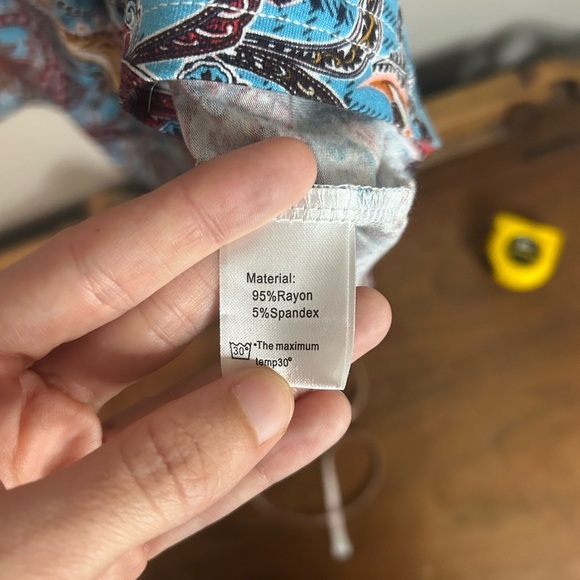 Material:
95%Rayon
5%Spandex
30° •The maximum
temp30°